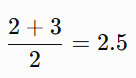 (2 + 3) / 2 = 2.5